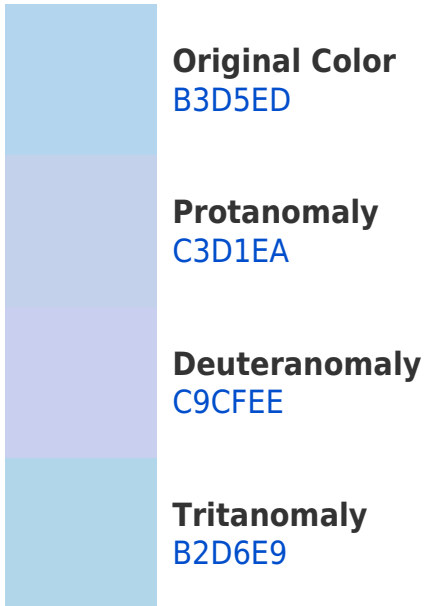 Original Color
B3D5ED
Protanomaly
C3D1EA
Deuteranomaly
C9CFEE
Tritanomaly
B2D6E9